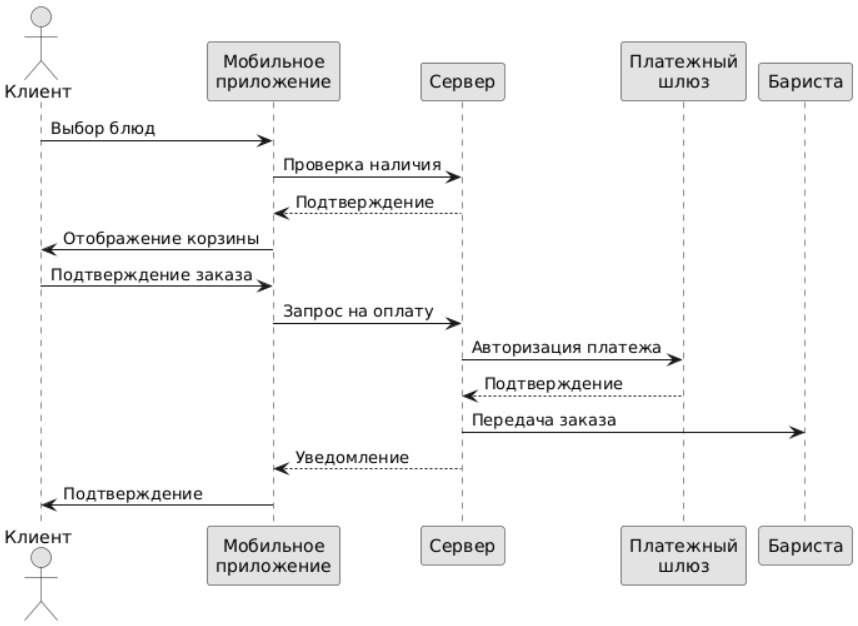 Клиент
Мобильное
приложение
Сервер
Платежный
шлюз
Бариста
Выбор блюд
Проверка наличия
Подтверждение
Отображение корзины
Подтверждение заказа
Запрос на оплату
Авторизация платежа
Подтверждение
Передача заказа
Уведомление
Подтверждение
Клиент
Мобильное
приложение
Сервер
Платежный
шлюз
Бариста